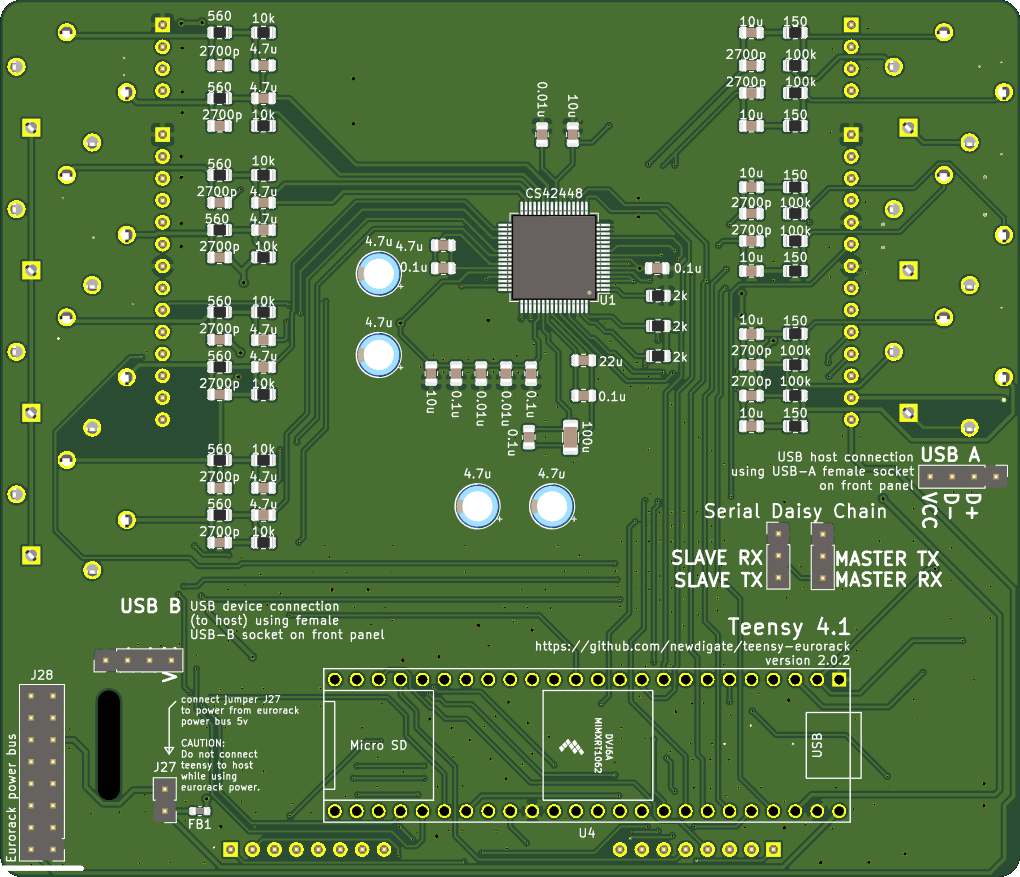 560 10k
2700p 4.7u
560 4.7u
2700p 10k
560 10k
2700p 4.7u
560 4.7u
2700p 10k
560 10k
2700p 4.7u
560 4.7u
2700p 10k
560 10k
2700p 4.7u
560 4.7u
2700p 10k
0.01u
10u
CS42448
U1
4.7u 4.7u
0.1u
4.7u
0.1u
2k
2k
2k
22u
0.1u
10u
0.1u
0.01u
0.01u
0.1u
0.1u
100u
4.7u
4.7u
10u 150
2700p 100k
2700p 100k
10u 150
10u 150
2700p 100k
2700p 100k
10u 150
10u 150
2700p 100k
2700p 100k
10u 150
USB host connection
using USB-A female socket
on front panel
USB A
VCC
D-
D+
Serial Daisy Chain
SLAVE RX
SLAVE TX
MASTER TX
MASTER RX
USB B
USB device connection
(to host) using female
USB-B socket on front panel
Teensy 4.1
https://github.com/newdigate/teensy-eurorack
version 2.0.2
J28
Eurorack power bus
connect jumper J27
to power from eurorack
power bus 5v
CAUTION:
Do not connect
teensy to host
while using
eurorack power.
J27
FB1
Micro SD
MIMXRT1062
DVJ6A
USB
U4